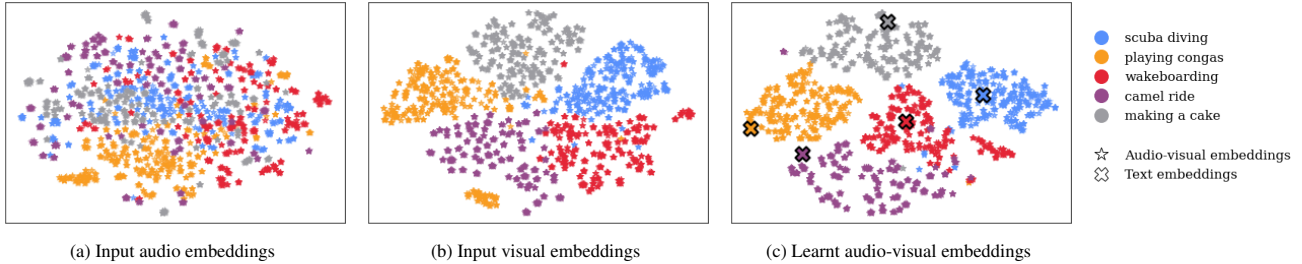 scuba diving
playing congas
wakeboarding
camel ride
making a cake
Audio-visual embeddings
Text embeddings
(a) Input audio embeddings
(b) Input visual embeddings
(c) Learnt audio-visual embeddings